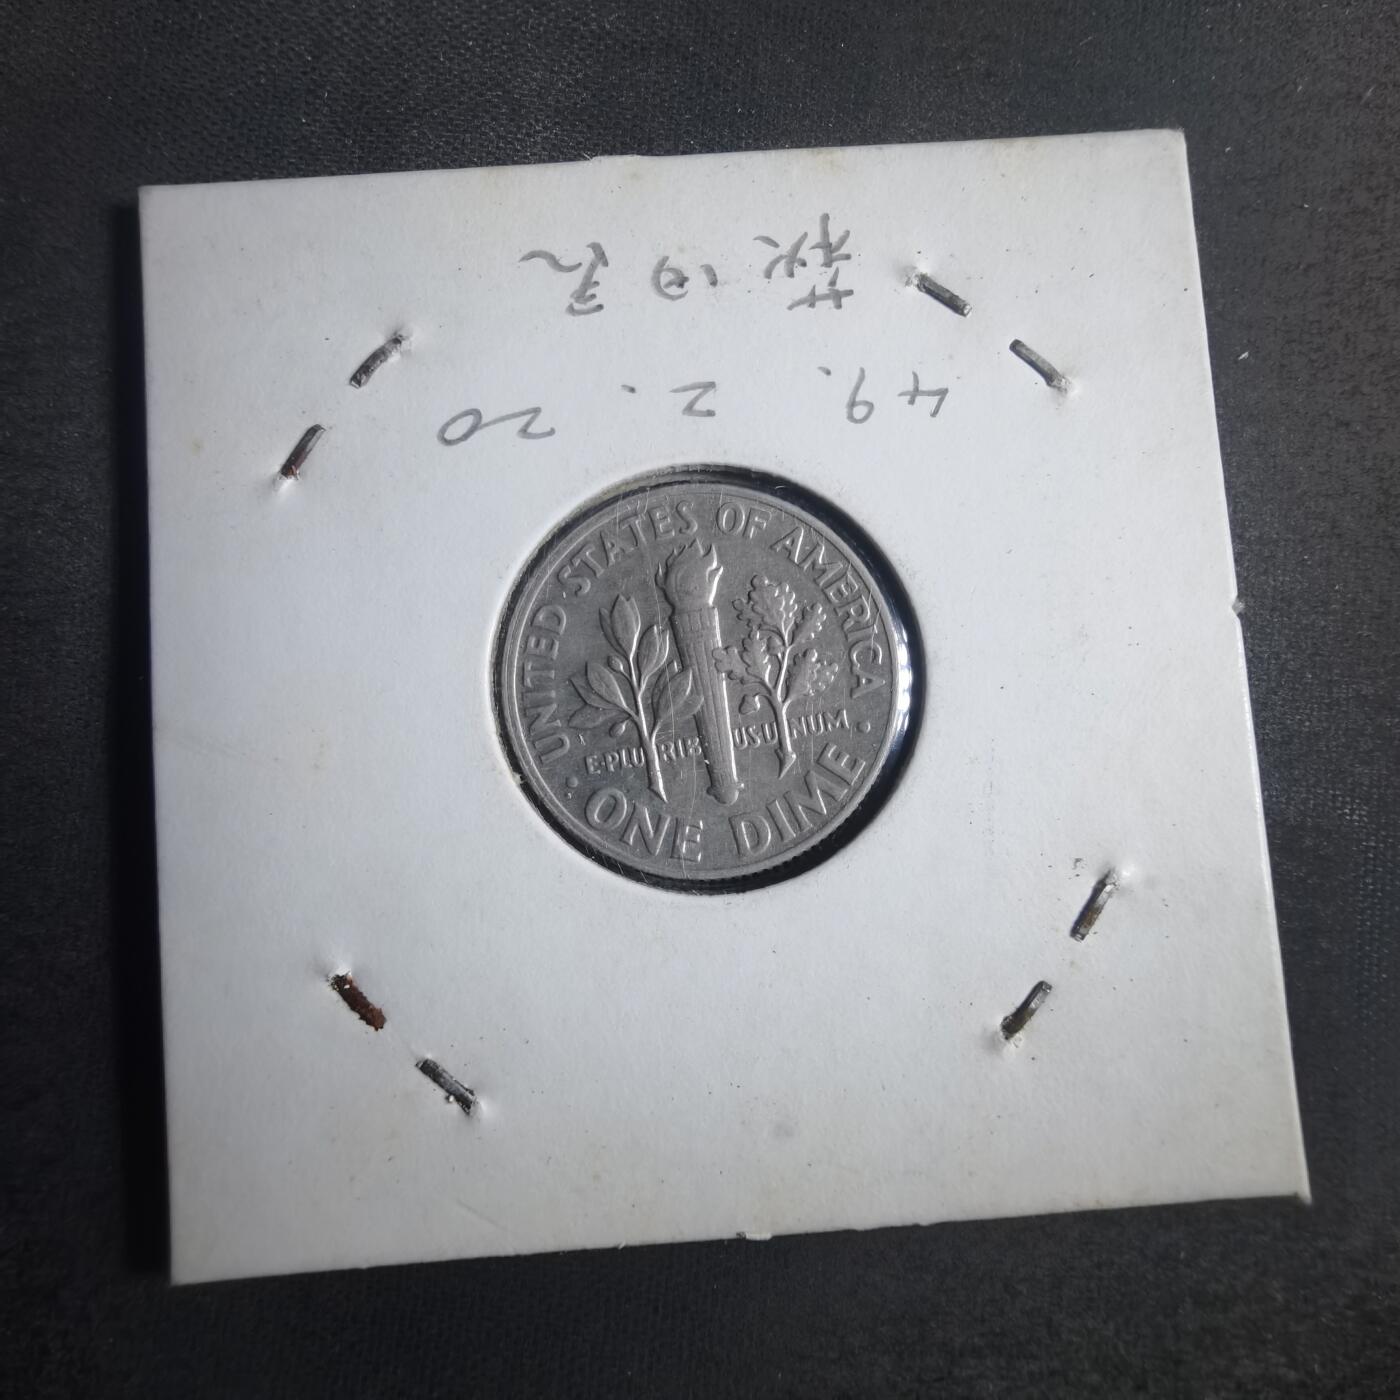 49. 2. 20
UNITED STATES OF AMERICA
E·PLURIBUS·UNUM
· ONE DIME ·